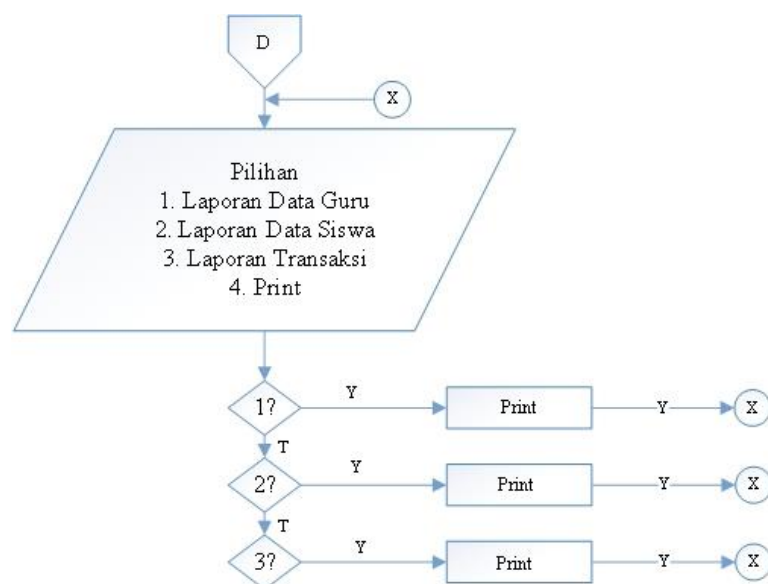 D
X
Pilihan
1. Laporan Data Guru
2. Laporan Data Siswa
3. Laporan Transaksi
4. Print
1?
Y
Print
Y
X
T
2?
Y
Print
Y
X
T
3?
Y
Print
Y
X